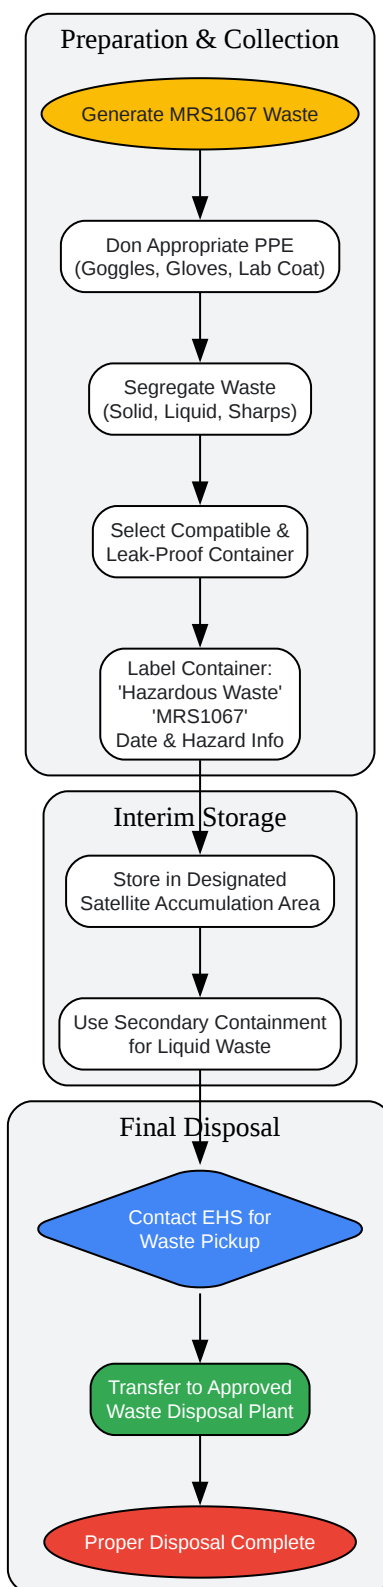 Preparation & Collection
Generate MRS1067 Waste
Don Appropriate PPE
(Goggles, Gloves, Lab Coat)
Segregate Waste
(Solid, Liquid, Sharps)
Select Compatible &
Leak-Proof Container
Label Container:
'Hazardous Waste'
'MRS1067'
Date & Hazard Info
Interim Storage
Store in Designated
Satellite Accumulation Area
Use Secondary Containment
for Liquid Waste
Final Disposal
Contact EHS for
Waste Pickup
Transfer to Approved
Waste Disposal Plant
Proper Disposal Complete